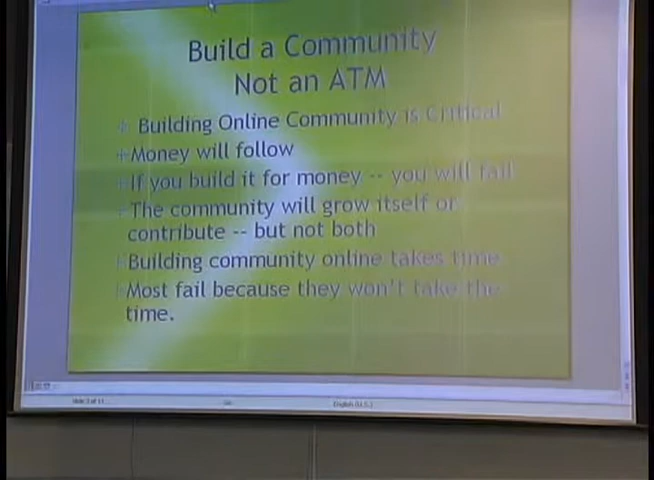 Build a Community
Not an ATM
Building Online Community is Critical
Money will follow
If you build it for money -- you will fail
The community will grow itself or
contribute -- but not both
Building community online takes time
Most fail because they won't take the
time.
English (U.S.)